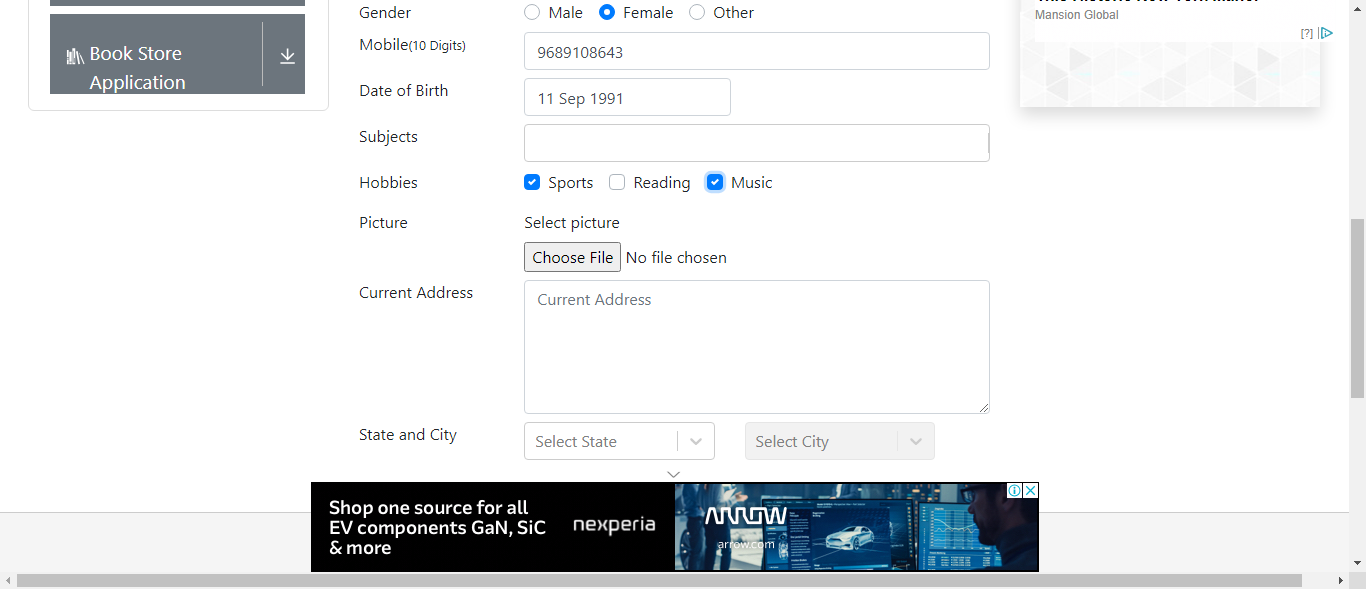 Gender
Male
Female
Other
Mobile(10 Digits)
9689108643
Date of Birth
11 Sep 1991
Subjects
Hobbies
Sports
Reading
Music
Picture
Select picture
Choose File
No file chosen
Current Address
Current Address
State and City
Select State
Select City
Book Store
Application
Mansion Global
[?]
Shop one source for all
EV components GaN, SiC
& more
nexperia
ARROW
arrow.com